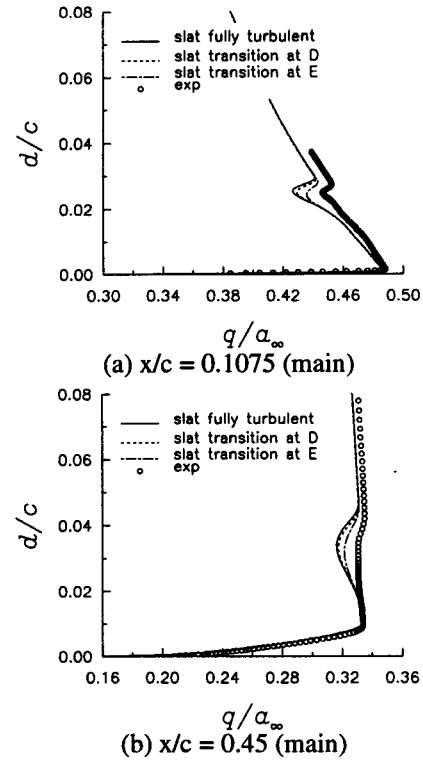 0.08
slat fully turbulent
slat transition at D
slat transition at E
exp
0.06
d/c
0.04
0.02
0.00
0.30 0.34 0.38 0.42 0.46 0.50
q/a∞
(a) x/c = 0.1075 (main)
0.08
slat fully turbulent
slat transition at D
slat transition at E
exp
0.06
d/c
0.04
0.02
0.00
0.16 0.20 0.24 0.28 0.32 0.36
q/a∞
(b) x/c = 0.45 (main)